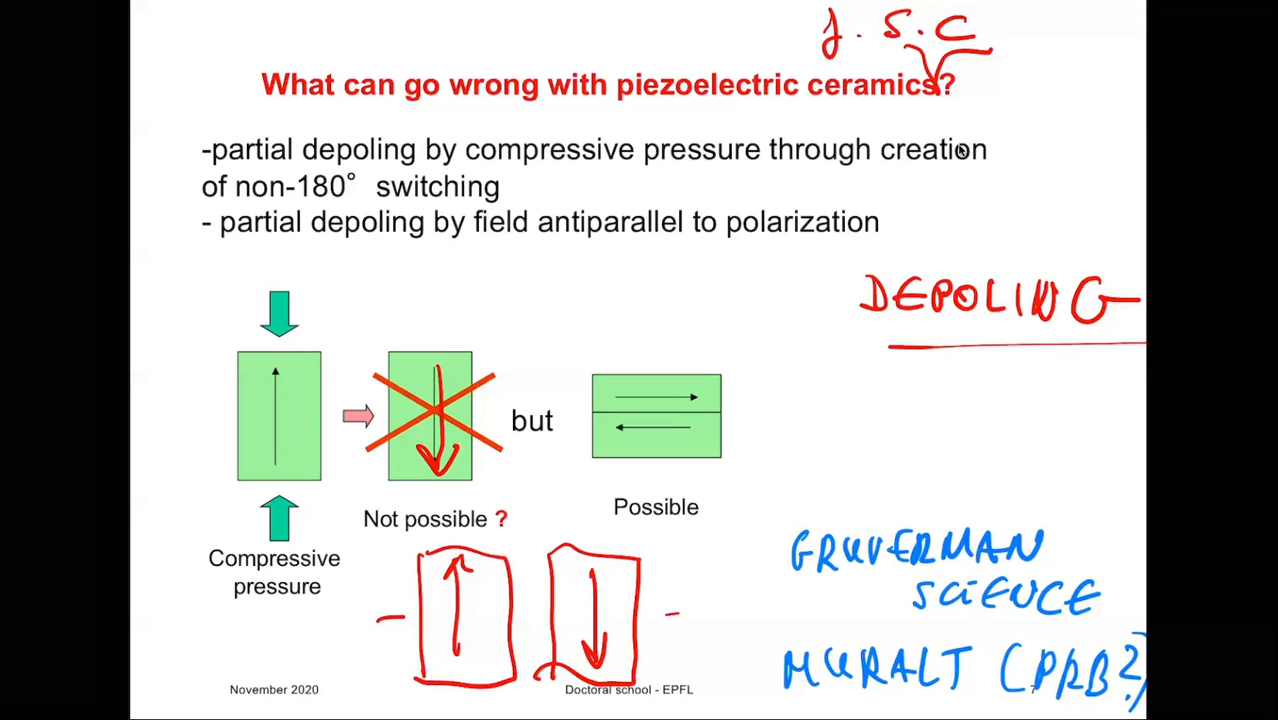 J. S. C
What can go wrong with piezoelectric ceramics?
-partial depoling by compressive pressure through creation
of non-180° switching
- partial depoling by field antiparallel to polarization
DEPOLING
but
Not possible ?
Possible
Compressive
pressure
GRUVERMAN
SCiENCE
MURALT (PRB?)
November 2020
Doctoral school - EPFL
7